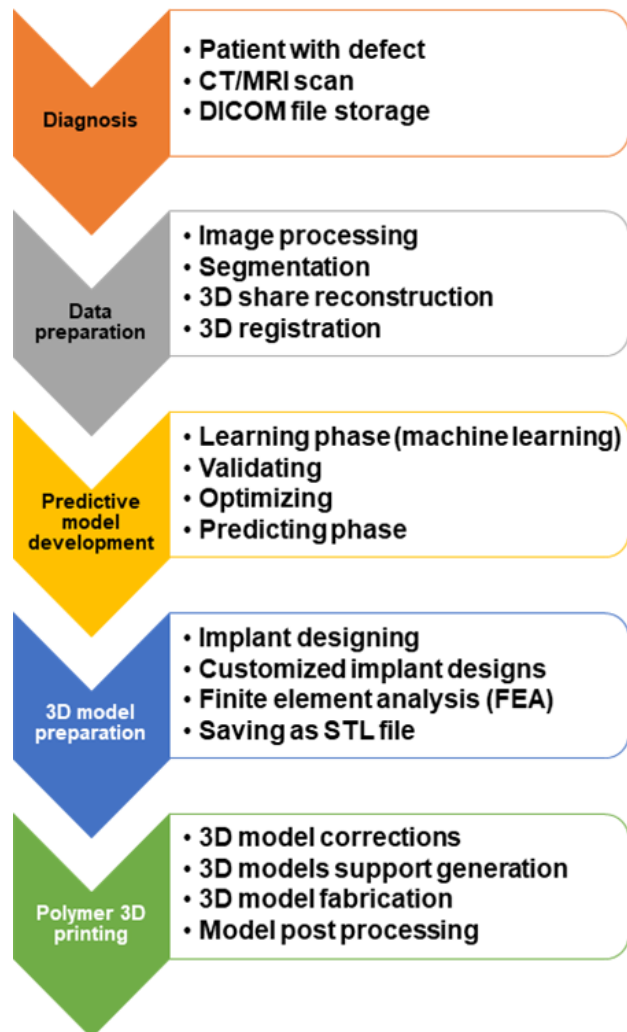 Diagnosis
• Patient with defect
• CT/MRI scan
• DICOM file storage
Data
preparation
• Image processing
• Segmentation
• 3D share reconstruction
• 3D registration
Predictive
model
development
• Learning phase (machine learning)
• Validating
• Optimizing
• Predicting phase
3D model
preparation
• Implant designing
• Customized implant designs
• Finite element analysis (FEA)
• Saving as STL file
Polymer 3D
printing
• 3D model corrections
• 3D models support generation
• 3D model fabrication
• Model post processing